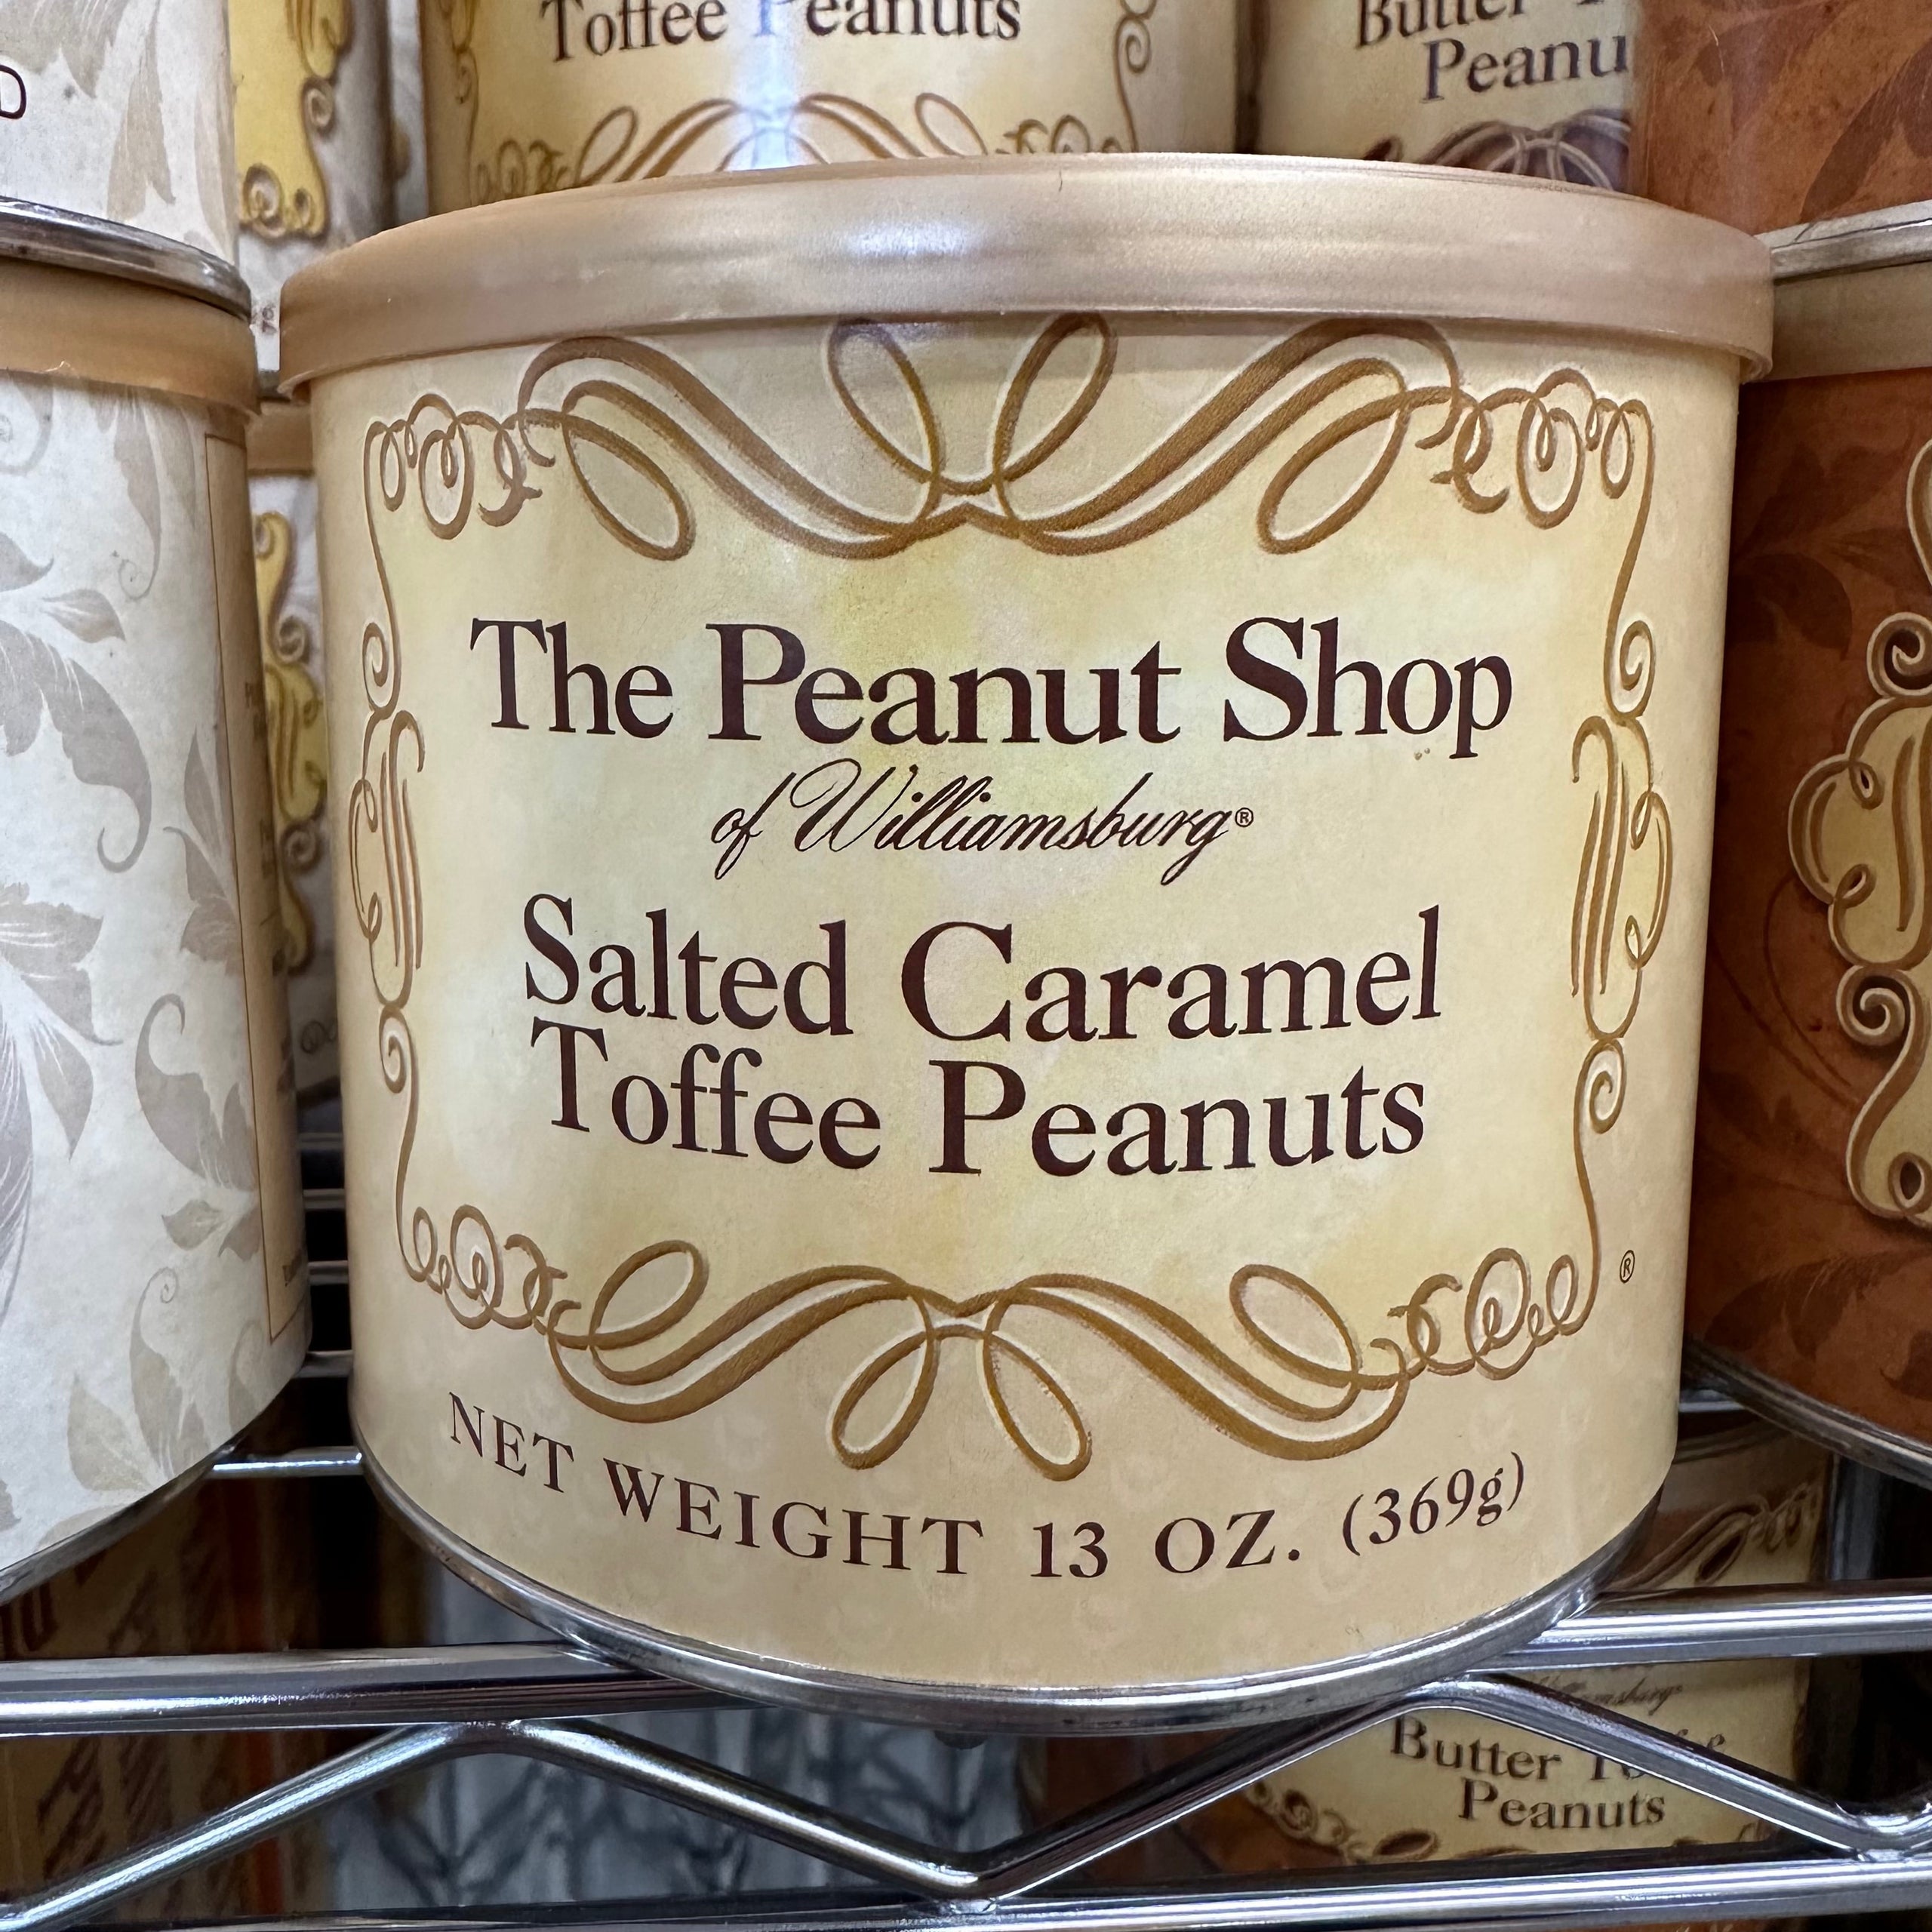 Toffee Peanuts
Butter
Peanu
D
The Peanut Shop
of Williamsburg®
Salted Caramel
Toffee Peanuts
®
NET WEIGHT 13 OZ. (369g)
Butter
Peanuts